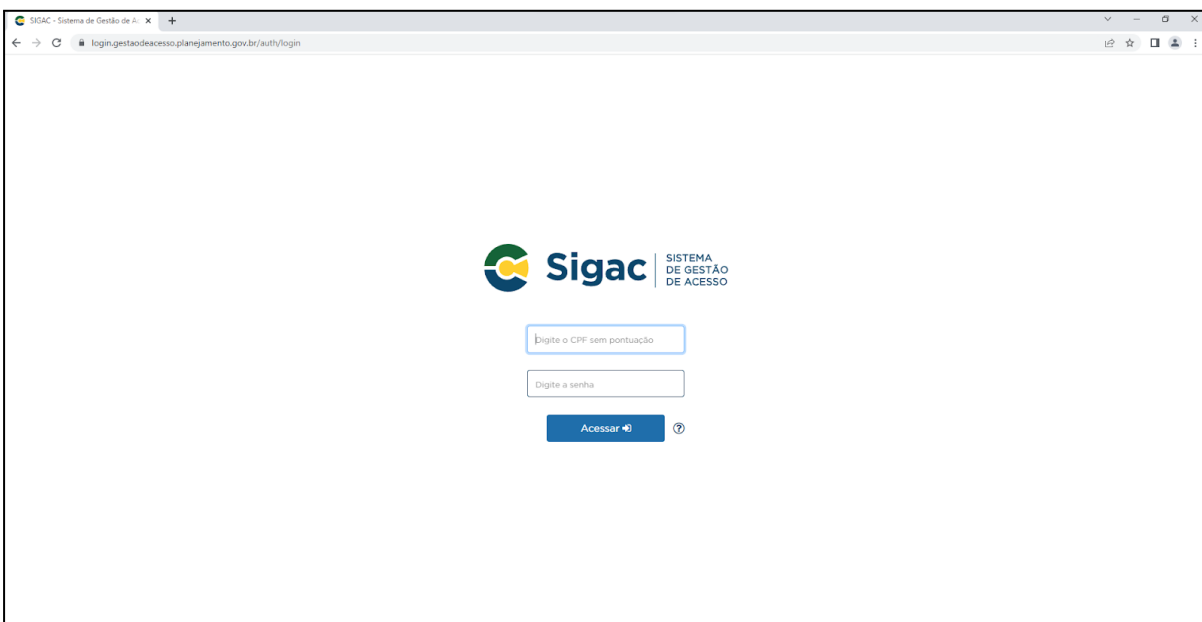 SIGAC - Sistema de Gestão de Ac
login.gestaodeacesso.planejamento.gov.br/auth/login
Sigac
SISTEMA
DE GESTÃO
DE ACESSO
Digite o CPF sem pontuação
Digite a senha
Acessar